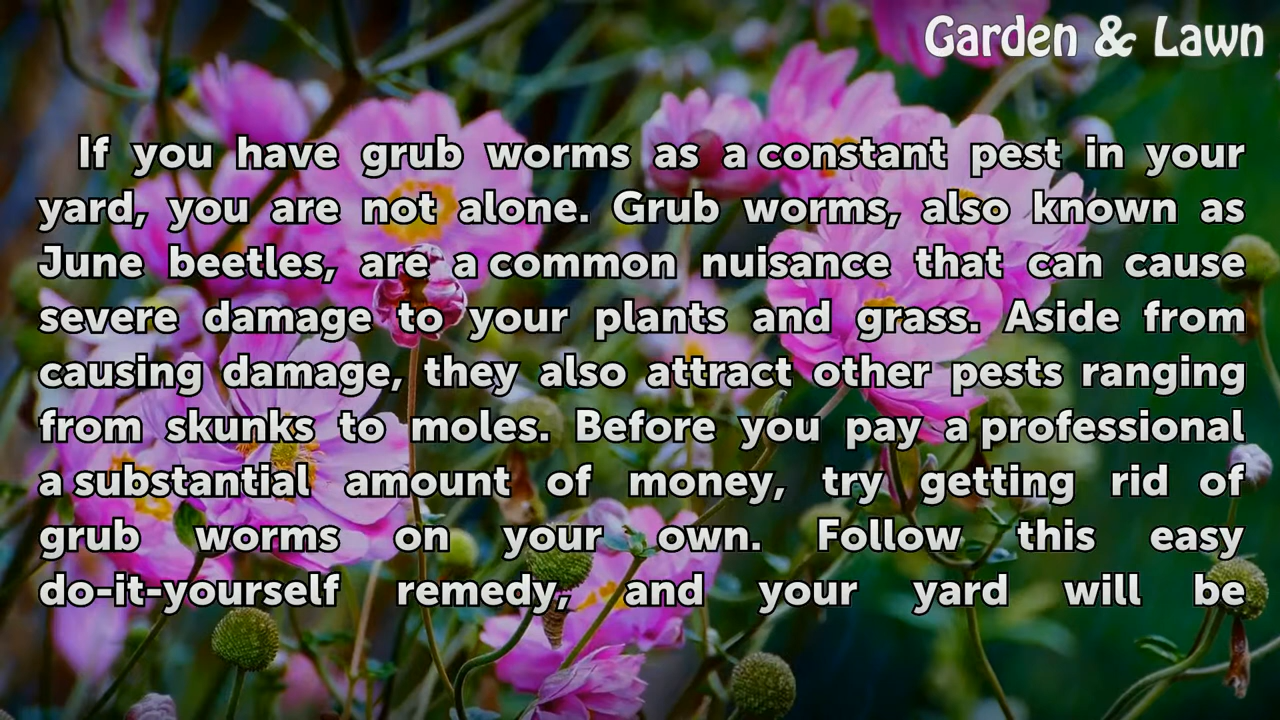 Garden & Lawn
If you have grub worms as a constant pest in your
yard, you are not alone. Grub worms, also known as
June beetles, are a common nuisance that can cause
severe damage to your plants and grass. Aside from
causing damage, they also attract other pests ranging
from skunks to moles. Before you pay a professional
a substantial amount of money, try getting rid of
grub worms on your own. Follow this easy
do-it-yourself remedy, and your yard will be